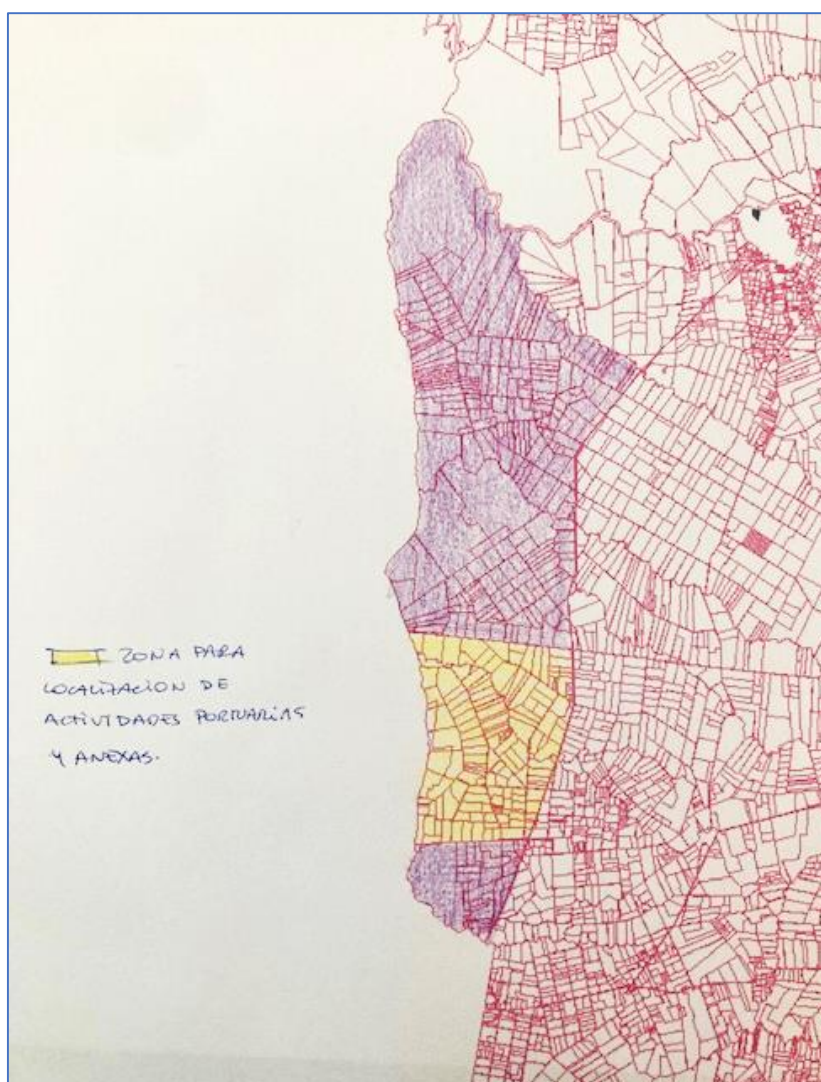 ZONA PARA
LOCALIZACION DE
ACTIVIDADES PORTUARIAS
Y ANEXAS.